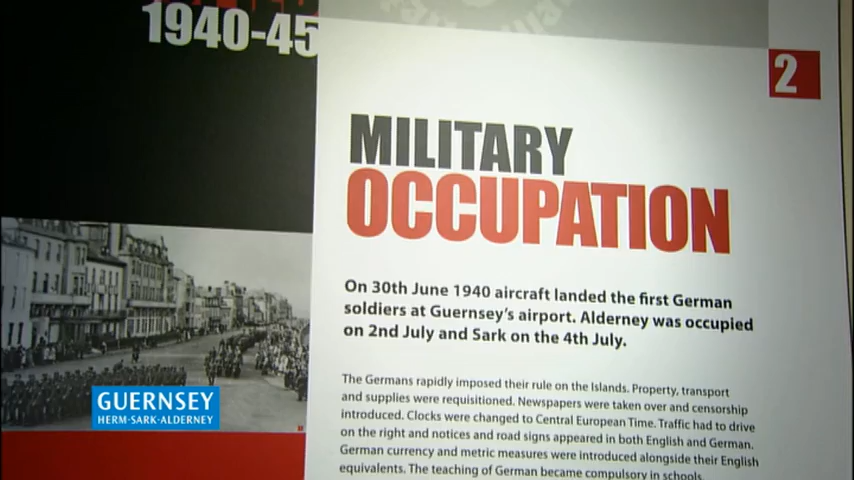 1940-45
2
MILITARY
OCCUPATION
On 30th June 1940 aircraft landed the first German
soldiers at Guernsey's airport. Alderney was occupied
on 2nd July and Sark on the 4th July.
The Germans rapidly imposed their rule on the Islands. Property, transport
and supplies were requisitioned. Newspapers were taken over and censorship
introduced. Clocks were changed to Central European Time. Traffic had to drive
on the right and notices and road signs appeared in both English and German.
German currency and metric measures were introduced alongside their English
equivalents. The teaching of German became compulsory in schools.
GUERNSEY
HERM-SARK-ALDERNEY